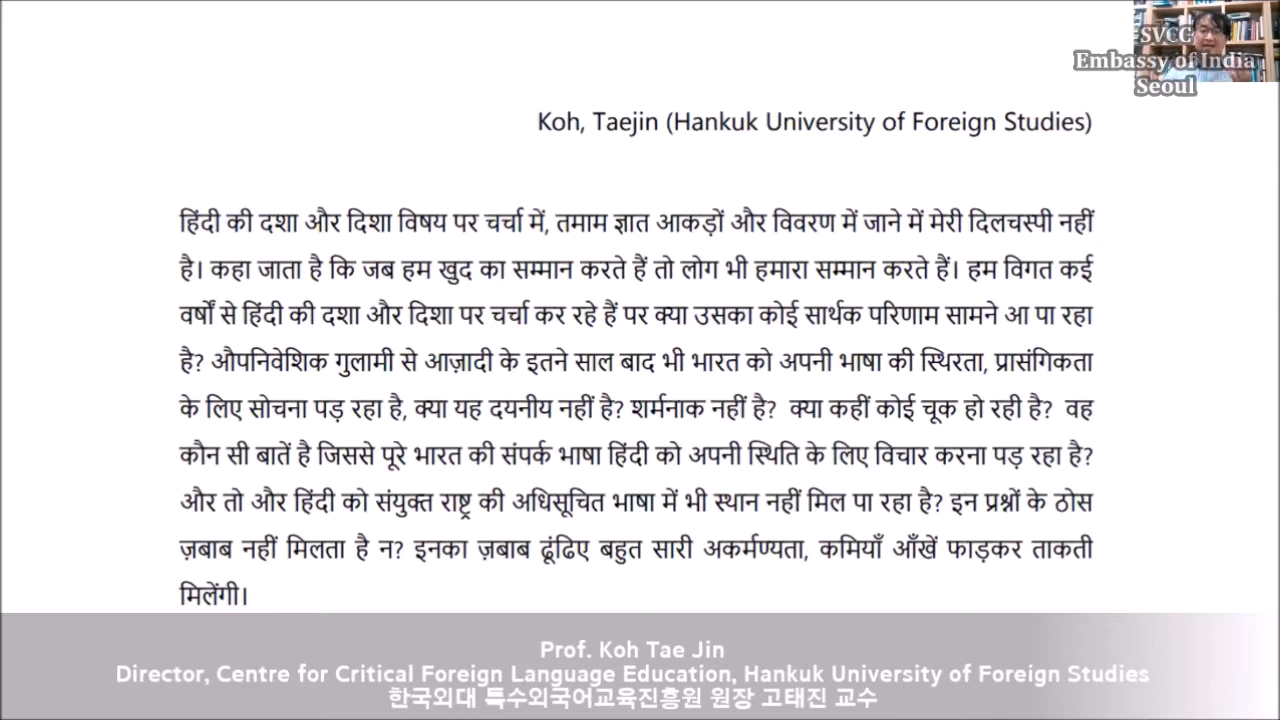 SVCC
Embassy of India
Seoul
Koh, Taejin (Hankuk University of Foreign Studies)
हिंदी की दशा और दिशा विषय पर चर्चा में, तमाम ज्ञात आकड़ों और विवरण में जाने में मेरी दिलचस्पी नहीं
है। कहा जाता है कि जब हम खुद का सम्मान करते हैं तो लोग भी हमारा सम्मान करते हैं। हम विगत कई
वर्षों से हिंदी की दशा और दिशा पर चर्चा कर रहे हैं पर क्या उसका कोई सार्थक परिणाम सामने आ पा रहा
है? औपनिवेशिक गुलामी से आज़ादी के इतने साल बाद भी भारत को अपनी भाषा की स्थिरता, प्रासंगिकता
के लिए सोचना पड़ रहा है, क्या यह दयनीय नहीं है? शर्मनाक नहीं है? क्या कहीं कोई चूक हो रही है? वह
कौन सी बातें है जिससे पूरे भारत की संपर्क भाषा हिंदी को अपनी स्थिति के लिए विचार करना पड़ रहा है?
और तो और हिंदी को संयुक्त राष्ट्र की अधिसूचित भाषा में भी स्थान नहीं मिल पा रहा है? इन प्रश्नों के ठोस
ज़बाब नहीं मिलता है न? इनका ज़बाब ढूंढिए बहुत सारी अकर्मण्यता, कमियाँ आँखें फाड़कर ताकती
मिलेंगी।
Prof. Koh Tae Jin
Director, Centre for Critical Foreign Language Education, Hankuk University of Foreign Studies
한국외대 특수외국어교육진흥원 원장 고태진 교수